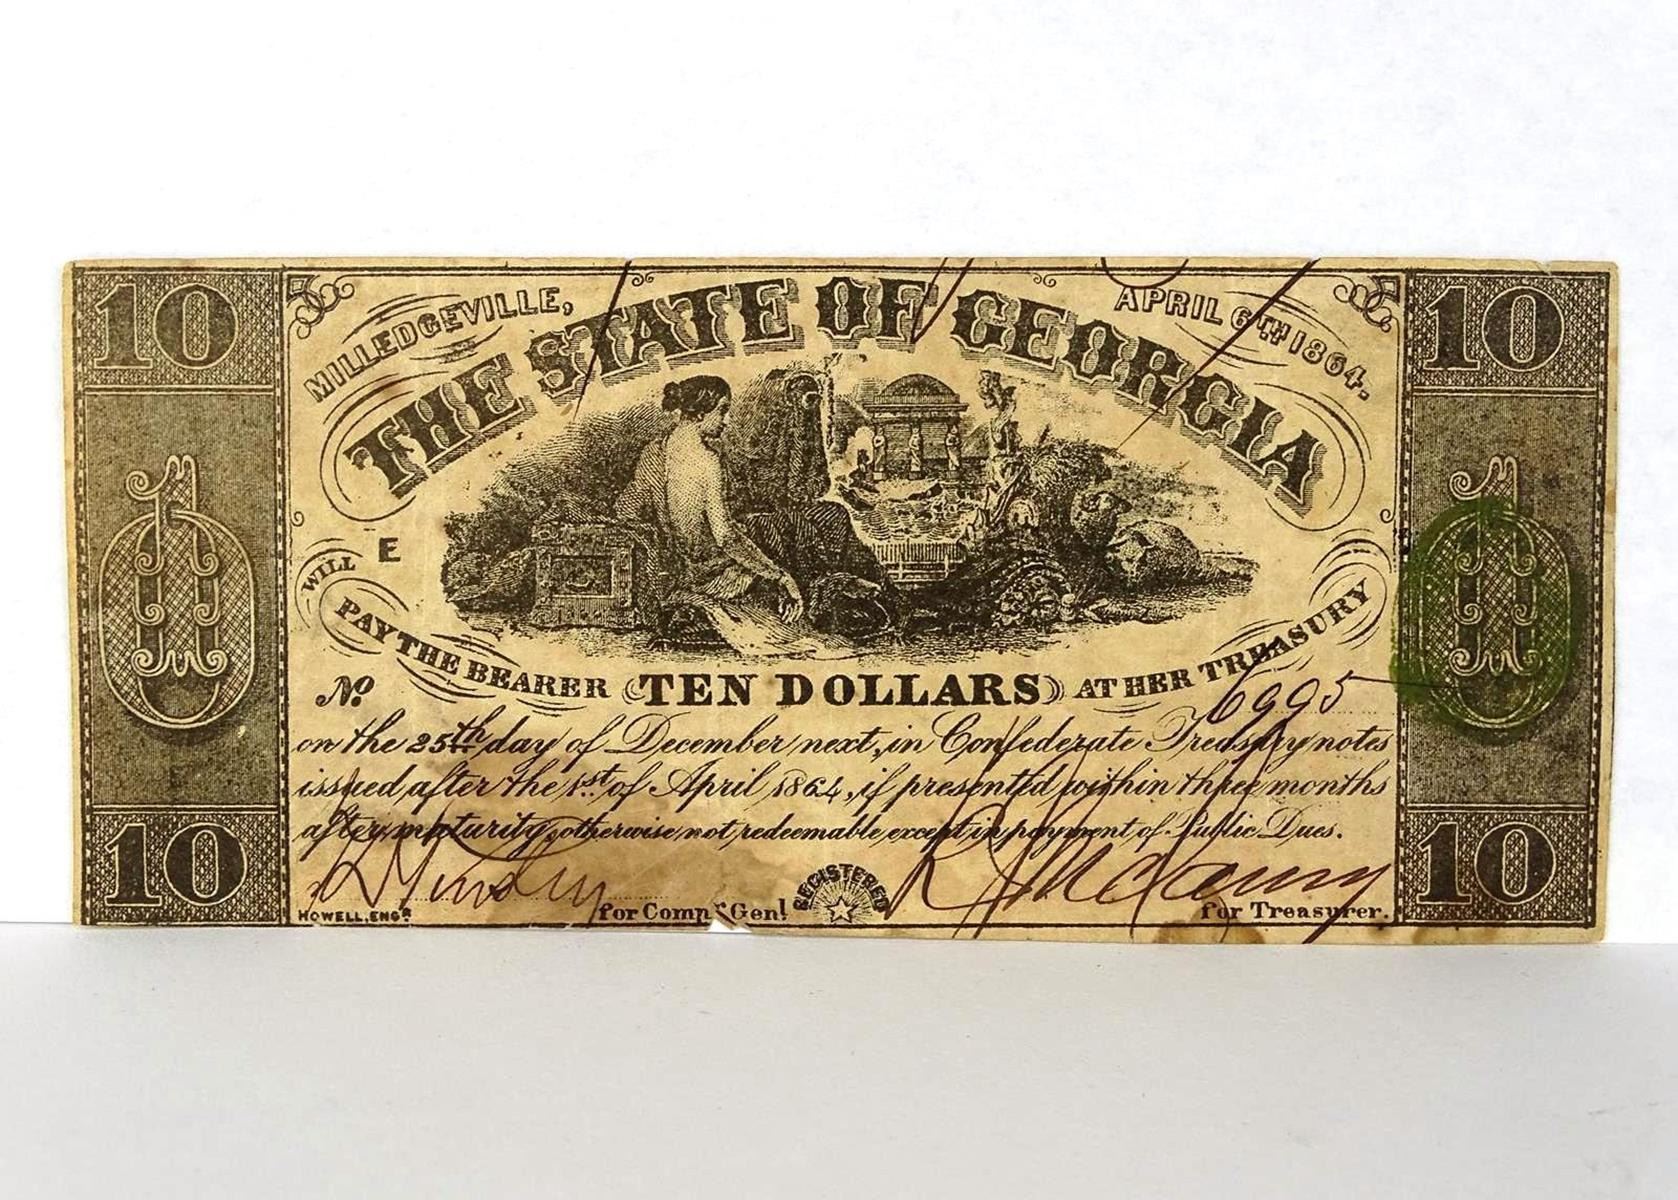 10 10
MILLEDGEVILLE, APRIL 6TH 1864.
THE STATE OF GEORGIA
E
WILL
PAY THE BEARER TEN DOLLARS AT HER TREASURY
No 6995
on the 25th day of December next, in Confederate Treasury notes
issued after the 1st of April 1864, if presented within three months
after maturity, otherwise not redeemable except in payment of Public Dues.
REGISTERED
HOWELL, ENGR for Comp. Genl for Treasurer.
10 10